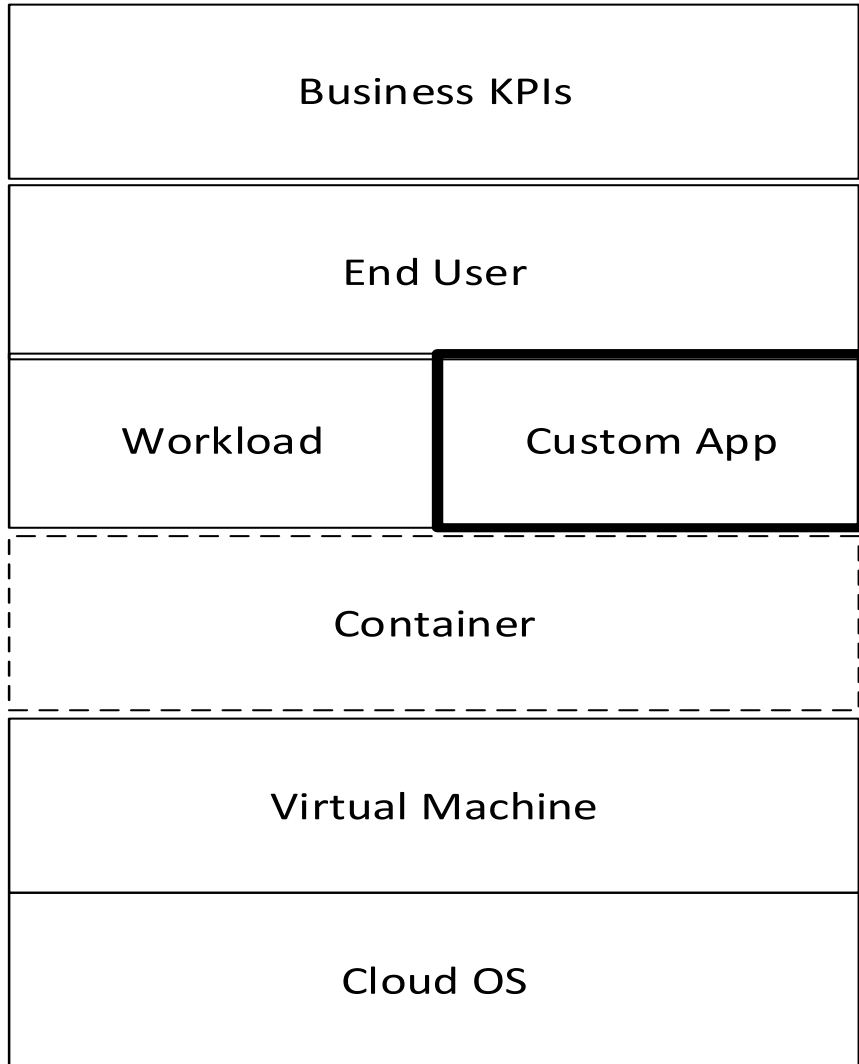 Business KPIs
End User
Workload
Custom App
Container
Virtual Machine
Cloud OS